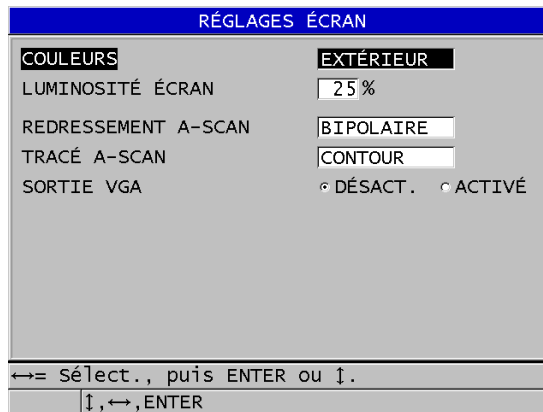 RÉGLAGES ÉCRAN
COULEURS EXTÉRIEUR
LUMINOSITÉ ÉCRAN 25%
REDRESSEMENT A-SCAN BIPOLAIRE
TRACÉ A-SCAN CONTOUR
SORTIE VGA DÉSACT. ACTIVÉ
↔= Sélect., puis ENTER ou ↕.
↕,↔,ENTER